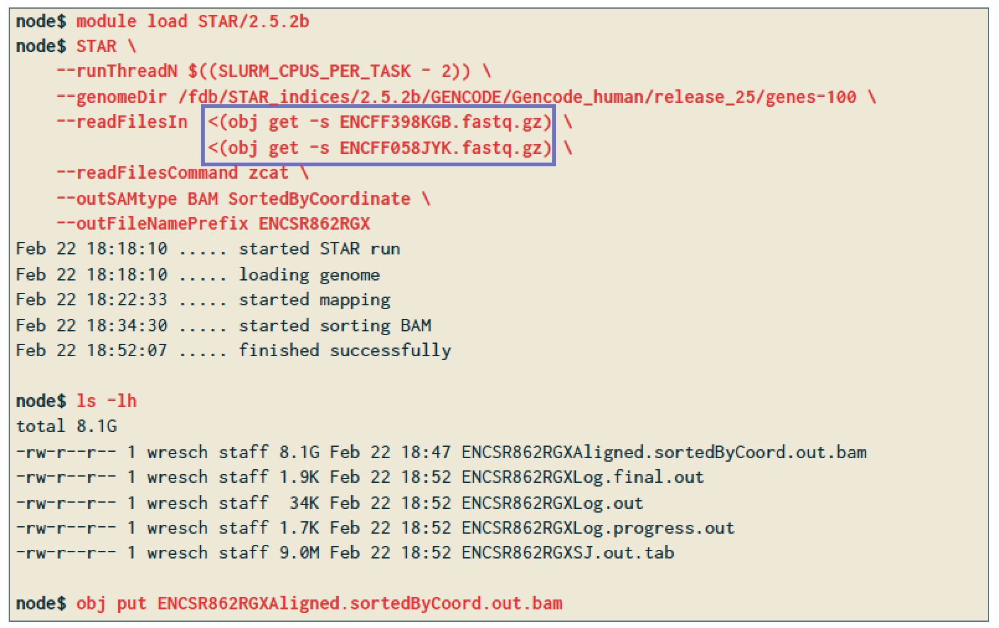 node$ module load STAR/2.5.2b
node$ STAR \
    --runThreadN $((SLURM_CPUS_PER_TASK - 2)) \
    --genomeDir /fdb/STAR_indices/2.5.2b/GENCODE/Gencode_human/release_25/genes-100 \
    --readFilesIn  <(obj get -s ENCFF398KGB.fastq.gz) \
                   <(obj get -s ENCFF058JYK.fastq.gz) \
    --readFilesCommand zcat \
    --outSAMtype BAM SortedByCoordinate \
    --outFileNamePrefix ENCSR862RGX
Feb 22 18:18:10 ..... started STAR run
Feb 22 18:18:10 ..... loading genome
Feb 22 18:22:33 ..... started mapping
Feb 22 18:34:30 ..... started sorting BAM
Feb 22 18:52:07 ..... finished successfully

node$ ls -lh
total 8.1G
-rw-r--r-- 1 wresch staff 8.1G Feb 22 18:47 ENCSR862RGXAligned.sortedByCoord.out.bam
-rw-r--r-- 1 wresch staff 1.9K Feb 22 18:52 ENCSR862RGXLog.final.out
-rw-r--r-- 1 wresch staff  34K Feb 22 18:52 ENCSR862RGXLog.out
-rw-r--r-- 1 wresch staff 1.7K Feb 22 18:52 ENCSR862RGXLog.progress.out
-rw-r--r-- 1 wresch staff 9.0M Feb 22 18:52 ENCSR862RGXSJ.out.tab

node$ obj put ENCSR862RGXAligned.sortedByCoord.out.bam